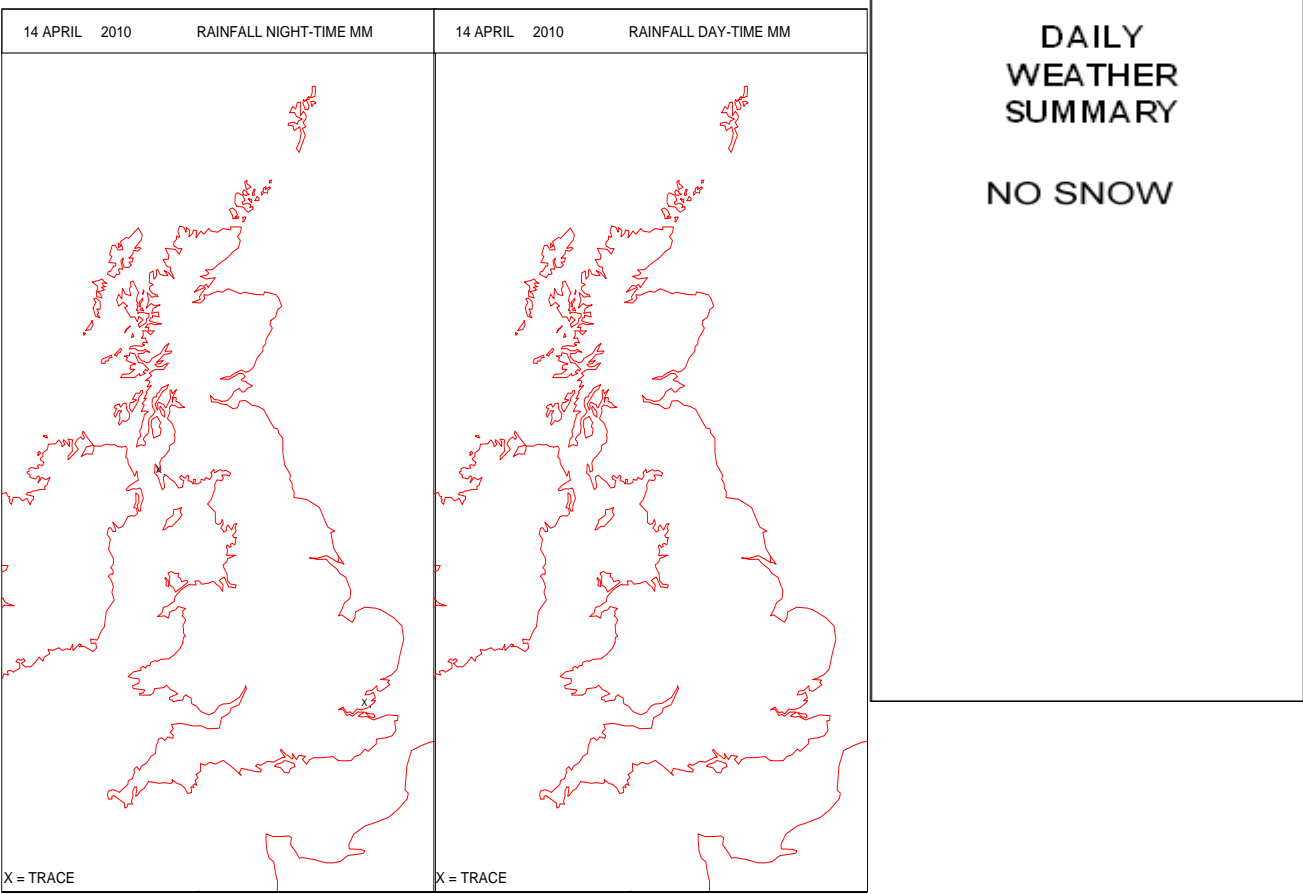 14 APRIL 2010 RAINFALL NIGHT-TIME MM
14 APRIL 2010 RAINFALL DAY-TIME MM
DAILY
WEATHER
SUMMARY
NO SNOW
X
X
X = TRACE
X = TRACE